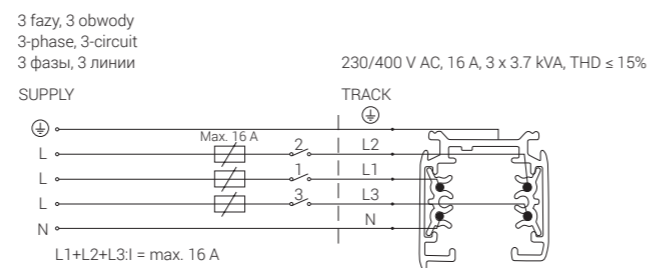 3 fazy, 3 obwody
3-phase, 3-circuit
3 фазы, 3 линии
230/400 V AC, 16 A, 3 x 3.7 kVA, THD ≤ 15%
SUPPLY
TRACK
Max. 16 A
L
2
L2
L
1
L1
L
3
L3
N
N
L1+L2+L3:I = max. 16 A